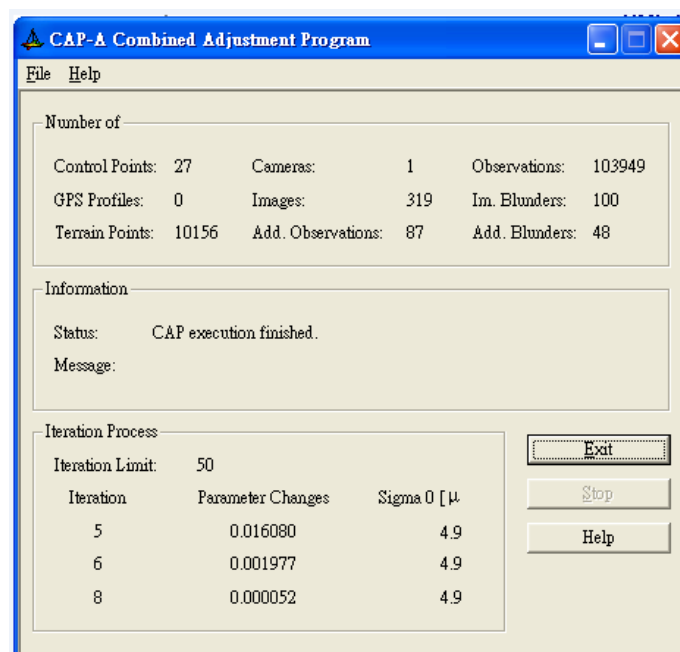 CAP-A Combined Adjustment Program
File Help
Number of
Control Points: 27 Cameras: 1 Observations: 103949
GPS Profiles: 0 Images: 319 Im. Blunders: 100
Terrain Points: 10156 Add. Observations: 87 Add. Blunders: 48
Information
Status: CAP execution finished.
Message:
Iteration Process
Iteration Limit: 50
Iteration Parameter Changes Sigma 0 [ μ
5 0.016080 4.9
6 0.001977 4.9
8 0.000052 4.9
Exit
Stop
Help